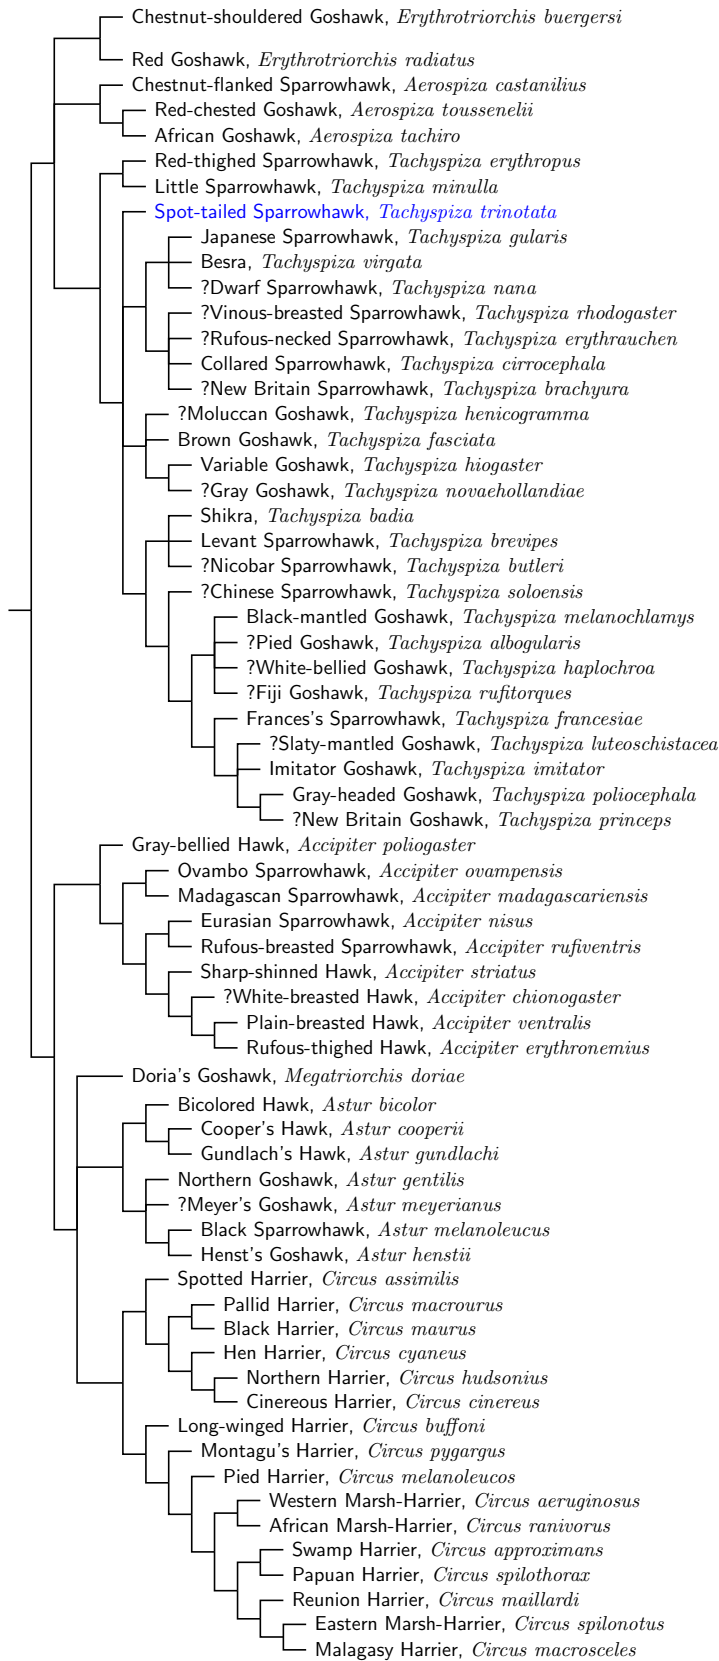 Chestnut-shouldered Goshawk, Erythrotriorchis buergersi
Red Goshawk, Erythrotriorchis radiatus
Chestnut-flanked Sparrowhawk, Aerospiza castanilius
Red-chested Goshawk, Aerospiza toussenelii
African Goshawk, Aerospiza tachiro
Red-thighed Sparrowhawk, Tachyspiza erythropus
Little Sparrowhawk, Tachyspiza minulla
Spot-tailed Sparrowhawk, Tachyspiza trinotata
Japanese Sparrowhawk, Tachyspiza gularis
Besra, Tachyspiza virgata
?Dwarf Sparrowhawk, Tachyspiza nana
?Vinous-breasted Sparrowhawk, Tachyspiza rhodogaster
?Rufous-necked Sparrowhawk, Tachyspiza erythrauchen
Collared Sparrowhawk, Tachyspiza cirrocephala
?New Britain Sparrowhawk, Tachyspiza brachyura
?Moluccan Goshawk, Tachyspiza henicogramma
Brown Goshawk, Tachyspiza fasciata
Variable Goshawk, Tachyspiza hiogaster
?Gray Goshawk, Tachyspiza novaehollandiae
Shikra, Tachyspiza badia
Levant Sparrowhawk, Tachyspiza brevipes
?Nicobar Sparrowhawk, Tachyspiza butleri
?Chinese Sparrowhawk, Tachyspiza soloensis
Black-mantled Goshawk, Tachyspiza melanochlamys
?Pied Goshawk, Tachyspiza albogularis
?White-bellied Goshawk, Tachyspiza haplochroa
?Fiji Goshawk, Tachyspiza rufitorques
Frances's Sparrowhawk, Tachyspiza francesiae
?Slaty-mantled Goshawk, Tachyspiza luteoschistacea
Imitator Goshawk, Tachyspiza imitator
Gray-headed Goshawk, Tachyspiza poliocephala
?New Britain Goshawk, Tachyspiza princeps
Gray-bellied Hawk, Accipiter poliogaster
Ovambo Sparrowhawk, Accipiter ovampensis
Madagascan Sparrowhawk, Accipiter madagascariensis
Eurasian Sparrowhawk, Accipiter nisus
Rufous-breasted Sparrowhawk, Accipiter rufiventris
Sharp-shinned Hawk, Accipiter striatus
?White-breasted Hawk, Accipiter chionogaster
Plain-breasted Hawk, Accipiter ventralis
Rufous-thighed Hawk, Accipiter erythronemius
Doria's Goshawk, Megatriorchis doriae
Bicolored Hawk, Astur bicolor
Cooper's Hawk, Astur cooperii
Gundlach's Hawk, Astur gundlachi
Northern Goshawk, Astur gentilis
?Meyer's Goshawk, Astur meyerianus
Black Sparrowhawk, Astur melanoleucus
Henst's Goshawk, Astur henstii
Spotted Harrier, Circus assimilis
Pallid Harrier, Circus macrourus
Black Harrier, Circus maurus
Hen Harrier, Circus cyaneus
Northern Harrier, Circus hudsonius
Cinereous Harrier, Circus cinereus
Long-winged Harrier, Circus buffoni
Montagu's Harrier, Circus pygargus
Pied Harrier, Circus melanoleucos
Western Marsh-Harrier, Circus aeruginosus
African Marsh-Harrier, Circus ranivorus
Swamp Harrier, Circus approximans
Papuan Harrier, Circus spilothorax
Reunion Harrier, Circus maillardi
Eastern Marsh-Harrier, Circus spilonotus
Malagasy Harrier, Circus macrosceles